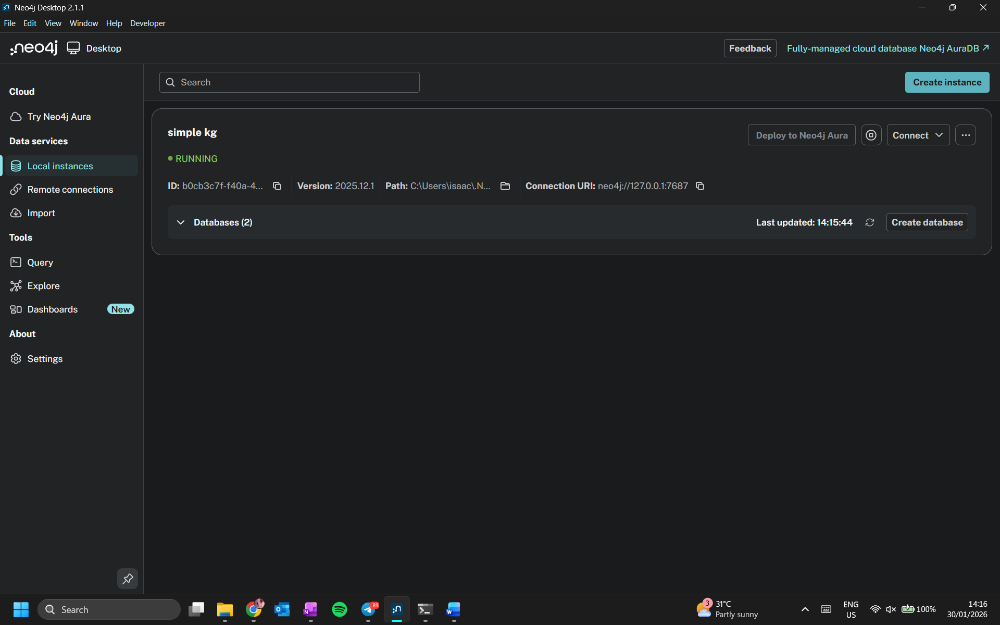 Neo4j Desktop 2.1.1
File Edit View Window Help Developer
neo4j Desktop
Feedback
Fully-managed cloud database Neo4j AuraDB
Search
Create instance
Cloud
Try Neo4j Aura
Data services
Local instances
Remote connections
Import
Tools
Query
Explore
Dashboards New
About
Settings
simple kg
Deploy to Neo4j Aura
Connect
RUNNING
ID: b0cb3c7f-f40a-4...
Version: 2025.12.1
Path: C:\Users\isaac\.N...
Connection URI: neo4j://127.0.0.1:7687
Databases (2)
Last updated: 14:15:44
Create database
Search
89
3
31°C
Partly sunny
ENG
US
100%
14:16
30/01/2026